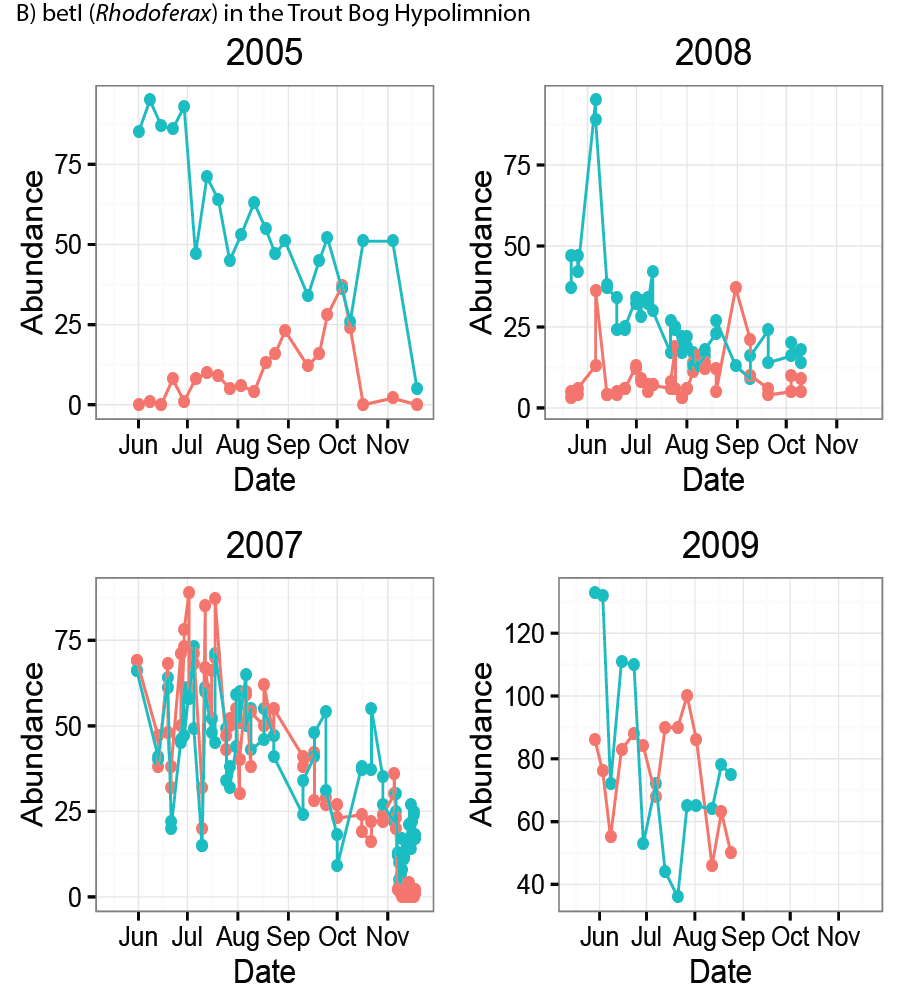 B) betI (Rhodoferax) in the Trout Bog Hypolimnion
2005
Abundance
75
50
25
0
Jun Jul Aug Sep Oct Nov
Date
2008
Abundance
75
50
25
0
Jun Jul Aug Sep Oct Nov
Date
2007
Abundance
75
50
25
0
Jun Jul Aug Sep Oct Nov
Date
2009
Abundance
120
100
80
60
40
Jun Jul Aug Sep Oct Nov
Date